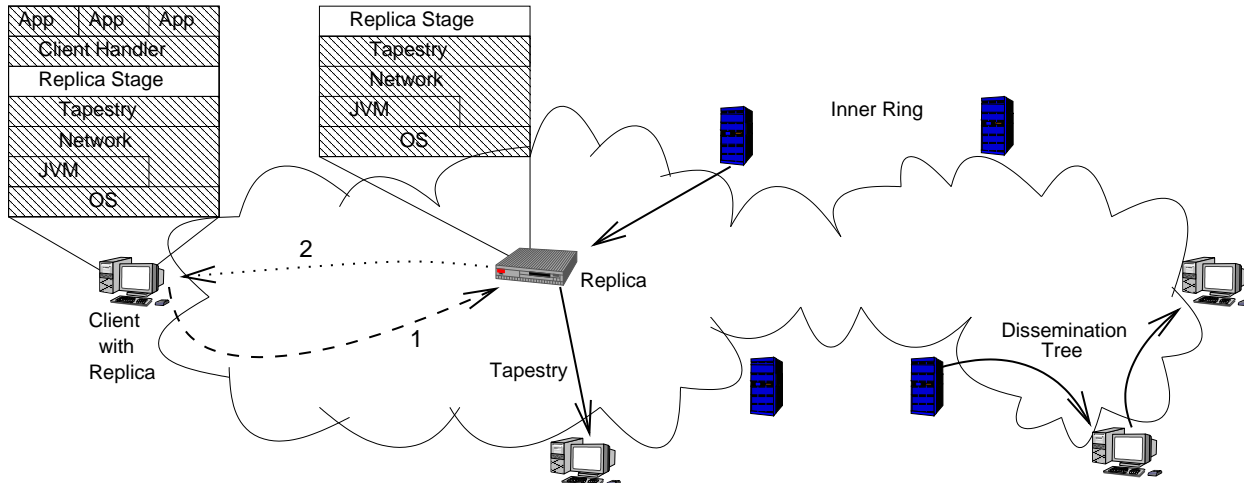 App App App
Client Handler
Replica Stage
Tapestry
Network
JVM
OS
Replica Stage
Tapestry
Network
JVM
OS
Inner Ring
2
Replica
Client
with
Replica
1
Tapestry
Dissemination
Tree